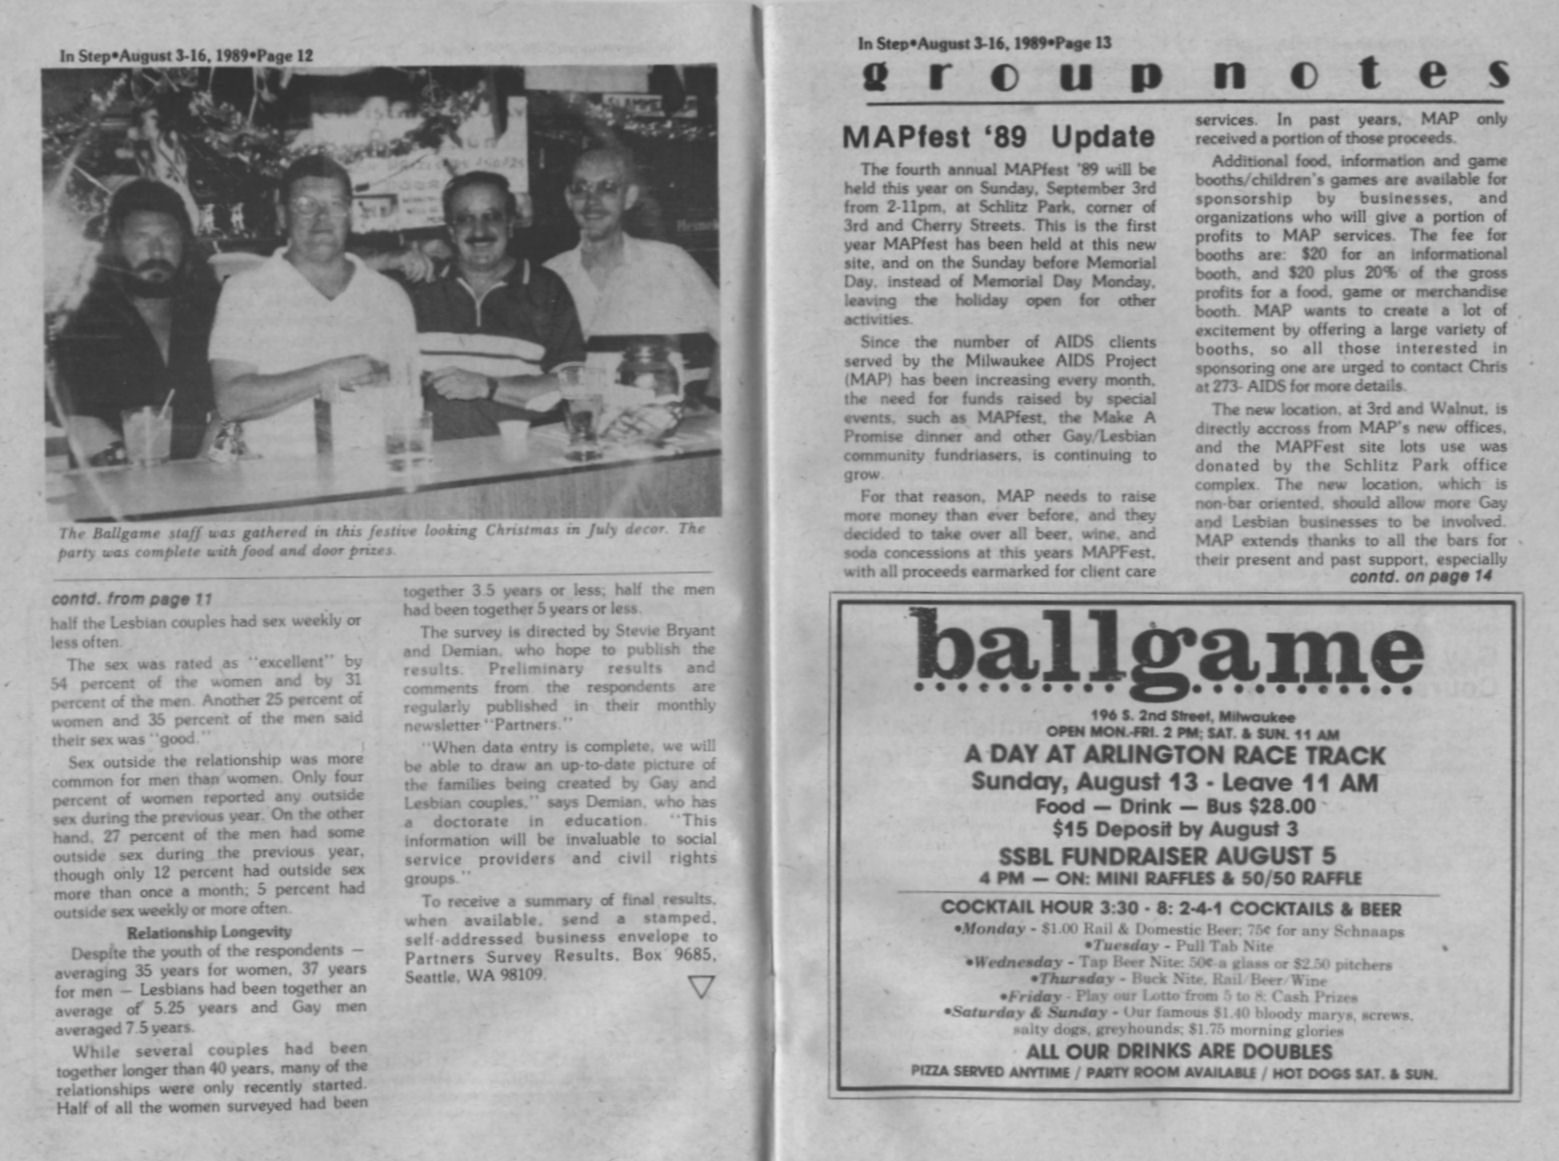 In Step•August 3-16, 1989•Page 12
The Ballgame staff was gathered in this festive looking Christmas in July decor. The
party was complete with food and door prizes.
contd. from page 11
half the Lesbian couples had sex weekly or
less often.
The sex was rated as "excellent" by
54 percent of the women and by 31
percent of the men. Another 25 percent of
women and 35 percent of the men said
their sex was "good."
Sex outside the relationship was more
common for men than women. Only four
percent of women reported any outside
sex during the previous year. On the other
hand, 27 percent of the men had some
outside sex during the previous year,
though only 12 percent had outside sex
more than once a month; 5 percent had
outside sex weekly or more often.
Relationship Longevity
Despite the youth of the respondents —
averaging 35 years for women, 37 years
for men — Lesbians had been together an
average of 5.25 years and Gay men
averaged 7.5 years.
While several couples had been
together longer than 40 years, many of the
relationships were only recently started.
Half of all the women surveyed had been
together 3.5 years or less; half the men
had been together 5 years or less.
The survey is directed by Stevie Bryant
and Demian, who hope to publish the
results. Preliminary results and
comments from the respondents are
regularly published in their monthly
newsletter "Partners."
"When data entry is complete, we will
be able to draw an up-to-date picture of
the families being created by Gay and
Lesbian couples," says Demian, who has
a doctorate in education. "This
information will be invaluable to social
service providers and civil rights
groups."
To receive a summary of final results,
when available, send a stamped,
self-addressed business envelope to
Partners Survey Results, Box 9685,
Seattle, WA 98109.
In Step•August 3-16, 1989•Page 13
group notes
MAPfest '89 Update
The fourth annual MAPfest '89 will be
held this year on Sunday, September 3rd
from 2-11pm, at Schlitz Park, corner of
3rd and Cherry Streets. This is the first
year MAPfest has been held at this new
site, and on the Sunday before Memorial
Day, instead of Memorial Day Monday,
leaving the holiday open for other
activities.
Since the number of AIDS clients
served by the Milwaukee AIDS Project
(MAP) has been increasing every month,
the need for funds raised by special
events, such as MAPfest, the Make A
Promise dinner and other Gay/Lesbian
community fundriasers, is continuing to
grow.
For that reason, MAP needs to raise
more money than ever before, and they
decided to take over all beer, wine, and
soda concessions at this years MAPFest,
with all proceeds earmarked for client care
services. In past years, MAP only
received a portion of those proceeds.
Additional food, information and game
booths/children's games are available for
sponsorship by businesses, and
organizations who will give a portion of
profits to MAP services. The fee for
booths are: $20 for an informational
booth, and $20 plus 20% of the gross
profits for a food, game or merchandise
booth. MAP wants to create a lot of
excitement by offering a large variety of
booths, so all those interested in
sponsoring one are urged to contact Chris
at 273- AIDS for more details.
The new location, at 3rd and Walnut, is
directly accross from MAP's new offices,
and the MAPFest site lots use was
donated by the Schlitz Park office
complex. The new location, which is
non-bar oriented, should allow more Gay
and Lesbian businesses to be involved.
MAP extends thanks to all the bars for
their present and past support, especially
contd. on page 14
ballgame
196 S. 2nd Street, Milwaukee
OPEN MON.-FRI. 2 PM; SAT. & SUN. 11 AM
A DAY AT ARLINGTON RACE TRACK
Sunday, August 13 - Leave 11 AM
Food — Drink — Bus $28.00
$15 Deposit by August 3
SSBL FUNDRAISER AUGUST 5
4 PM — ON: MINI RAFFLES & 50/50 RAFFLE
COCKTAIL HOUR 3:30 - 8: 2-4-1 COCKTAILS & BEER
•Monday - $1.00 Rail & Domestic Beer; 75¢ for any Schnaaps
•Tuesday - Pull Tab Nite
•Wednesday - Tap Beer Nite: 50¢ a glass or $2.50 pitchers
•Thursday - Buck Nite, Rail/Beer/Wine
•Friday - Play our Lotto from 5 to 8: Cash Prizes
•Saturday & Sunday - Our famous $1.40 bloody marys, screws,
salty dogs, greyhounds; $1.75 morning glories
ALL OUR DRINKS ARE DOUBLES
PIZZA SERVED ANYTIME / PARTY ROOM AVAILABLE / HOT DOGS SAT. & SUN.